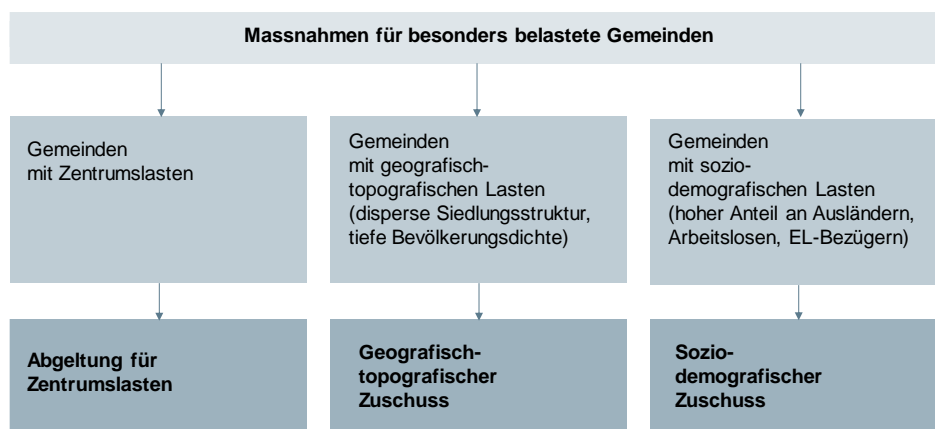 Massnahmen für besonders belastete Gemeinden
Gemeinden
mit Zentrumslasten
Gemeinden
mit geografisch-
topografischen Lasten
(disperse Siedlungsstruktur,
tiefe Bevölkerungsdichte)
Gemeinden
mit sozio-
demografischen Lasten
(hoher Anteil an Ausländern,
Arbeitslosen, EL-Bezügern)
Abgeltung für
Zentrumslasten
Geografisch-
topografischer
Zuschuss
Sozio-
demografischer
Zuschuss